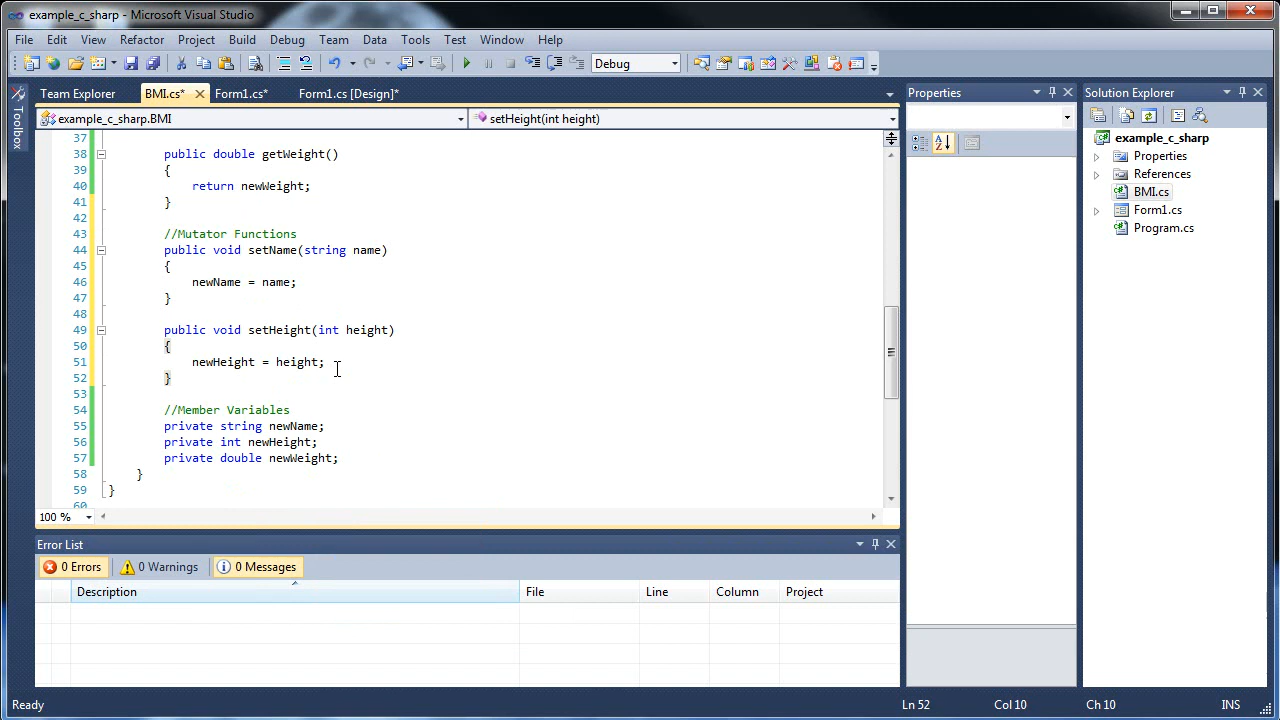 example_c_sharp - Microsoft Visual Studio
File Edit View Refactor Project Build Debug Team Data Tools Test Window Help
Debug
Team Explorer BMI.cs* Form1.cs* Form1.cs [Design]*
example_c_sharp.BMI setHeight(int height)
Toolbox
37
38 public double getWeight()
39 {
40 return newWeight;
41 }
42
43 //Mutator Functions
44 public void setName(string name)
45 {
46 newName = name;
47 }
48
49 public void setHeight(int height)
50 {
51 newHeight = height;
52 }
53
54 //Member Variables
55 private string newName;
56 private int newHeight;
57 private double newWeight;
58 }
59 }
60
100 %
Properties
Solution Explorer
example_c_sharp
Properties
References
BMI.cs
Form1.cs
Program.cs
Error List
0 Errors 0 Warnings 0 Messages
Description File Line Column Project
Ready Ln 52 Col 10 Ch 10 INS